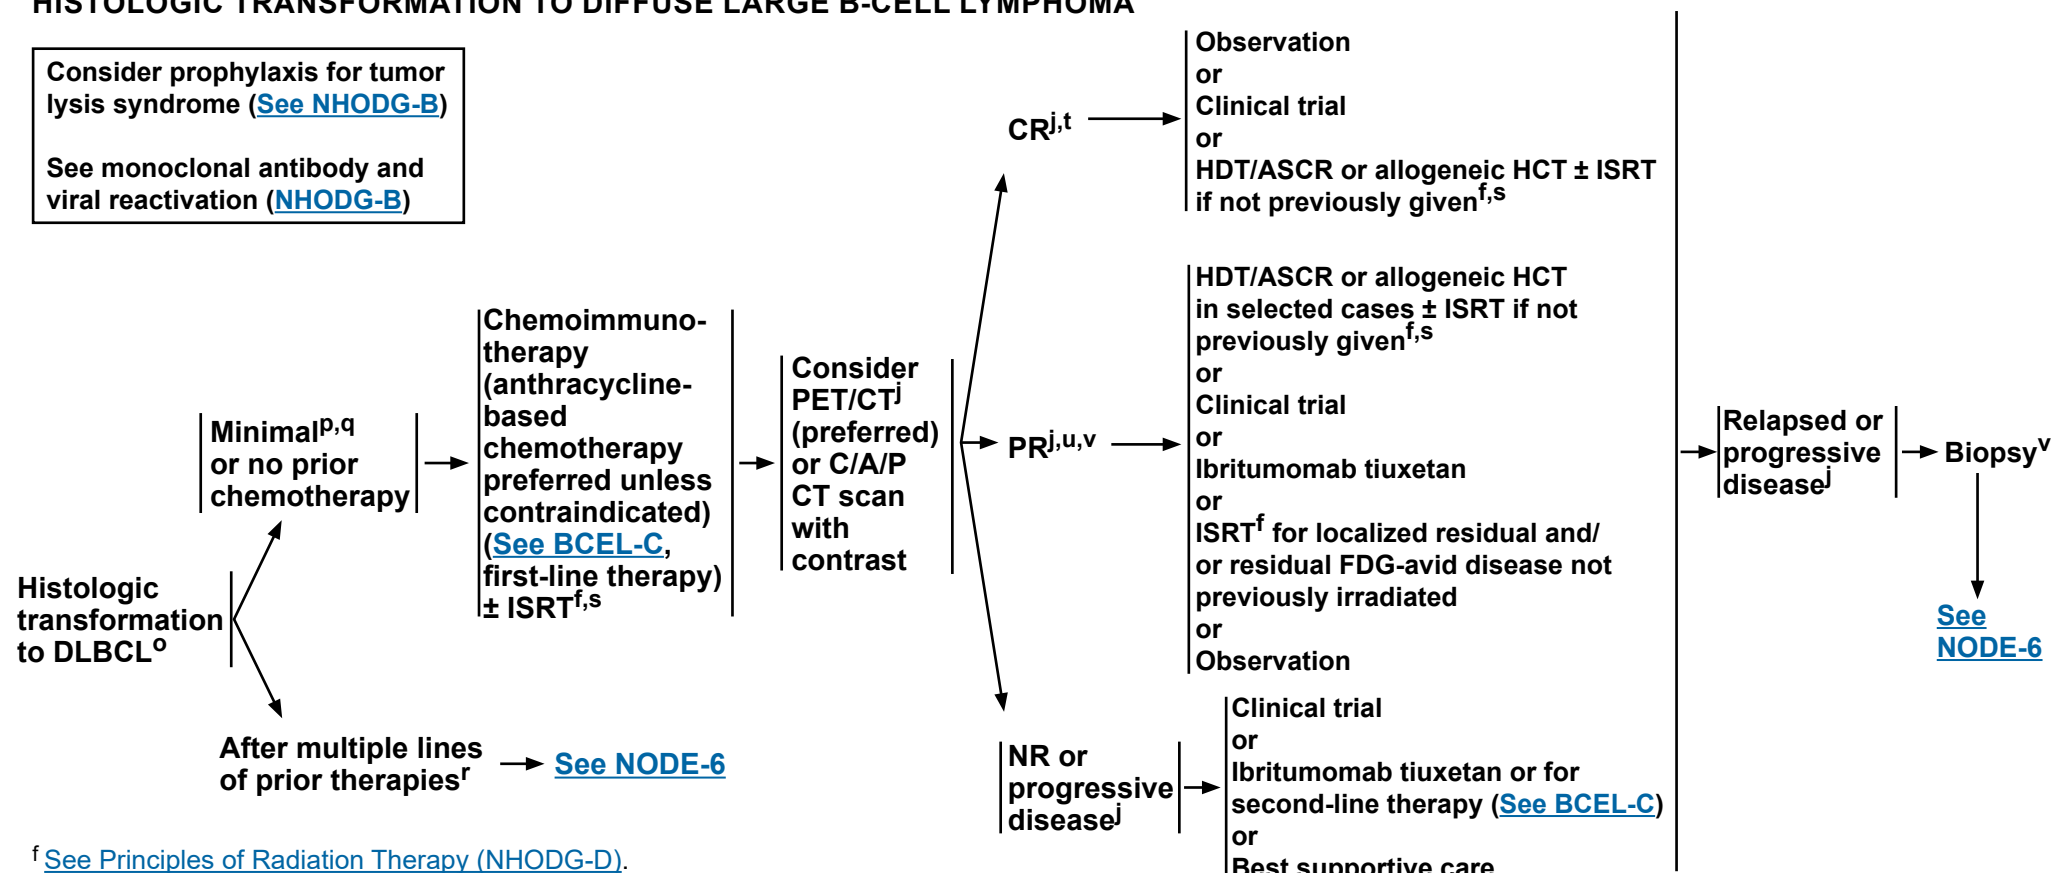 HISTOLOGIC TRANSFORMATION TO DIFFUSE LARGE B-CELL LYMPHOMA
Consider prophylaxis for tumor
lysis syndrome (See NHODG-B)
See monoclonal antibody and
viral reactivation (NHODG-B)
Histologic
transformation
to DLBCLo
Minimalp,q
or no prior
chemotherapy
After multiple lines
of prior therapiesr
See NODE-6
Chemoimmuno-
therapy
(anthracycline-
based
chemotherapy
preferred unless
contraindicated)
(See BCEL-C,
first-line therapy)
± ISRTf,s
Consider
PET/CTj
(preferred)
or C/A/P
CT scan
with
contrast
CRj,t
Observation
or
Clinical trial
or
HDT/ASCR or allogeneic HCT ± ISRT
if not previously givenf,s
PRj,u,v
HDT/ASCR or allogeneic HCT
in selected cases ± ISRT if not
previously givenf,s
or
Clinical trial
or
Ibritumomab tiuxetan
or
ISRTf for localized residual and/
or residual FDG-avid disease not
previously irradiated
or
Observation
NR or
progressive
diseasej
Clinical trial
or
Ibritumomab tiuxetan or for
second-line therapy (See BCEL-C)
or
Best supportive care
Relapsed or
progressive
diseasej
Biopsyv
See
NODE-6
f See Principles of Radiation Therapy (NHODG-D).